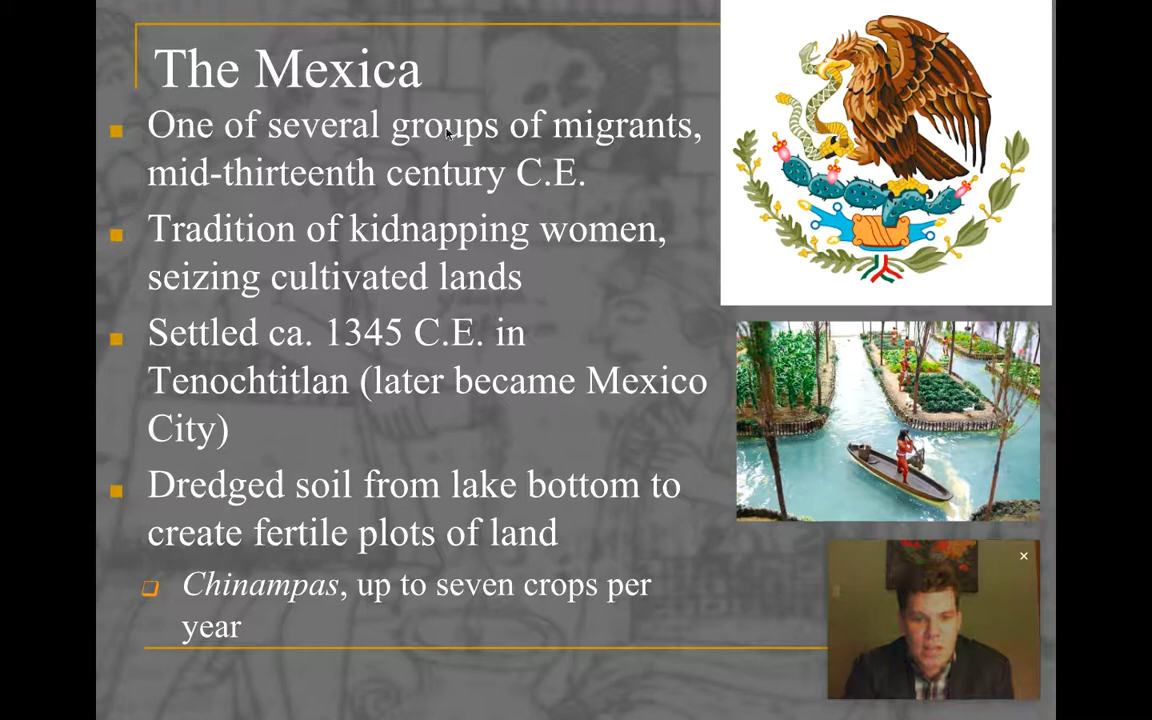 The Mexica
One of several groups of migrants,
mid-thirteenth century C.E.
Tradition of kidnapping women,
seizing cultivated lands
Settled ca. 1345 C.E. in
Tenochtitlan (later became Mexico
City)
Dredged soil from lake bottom to
create fertile plots of land
Chinampas, up to seven crops per
year